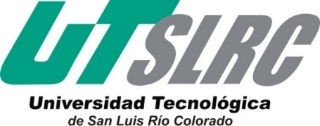 UTSLRC
Universidad Tecnológica
de San Luis Río Colorado